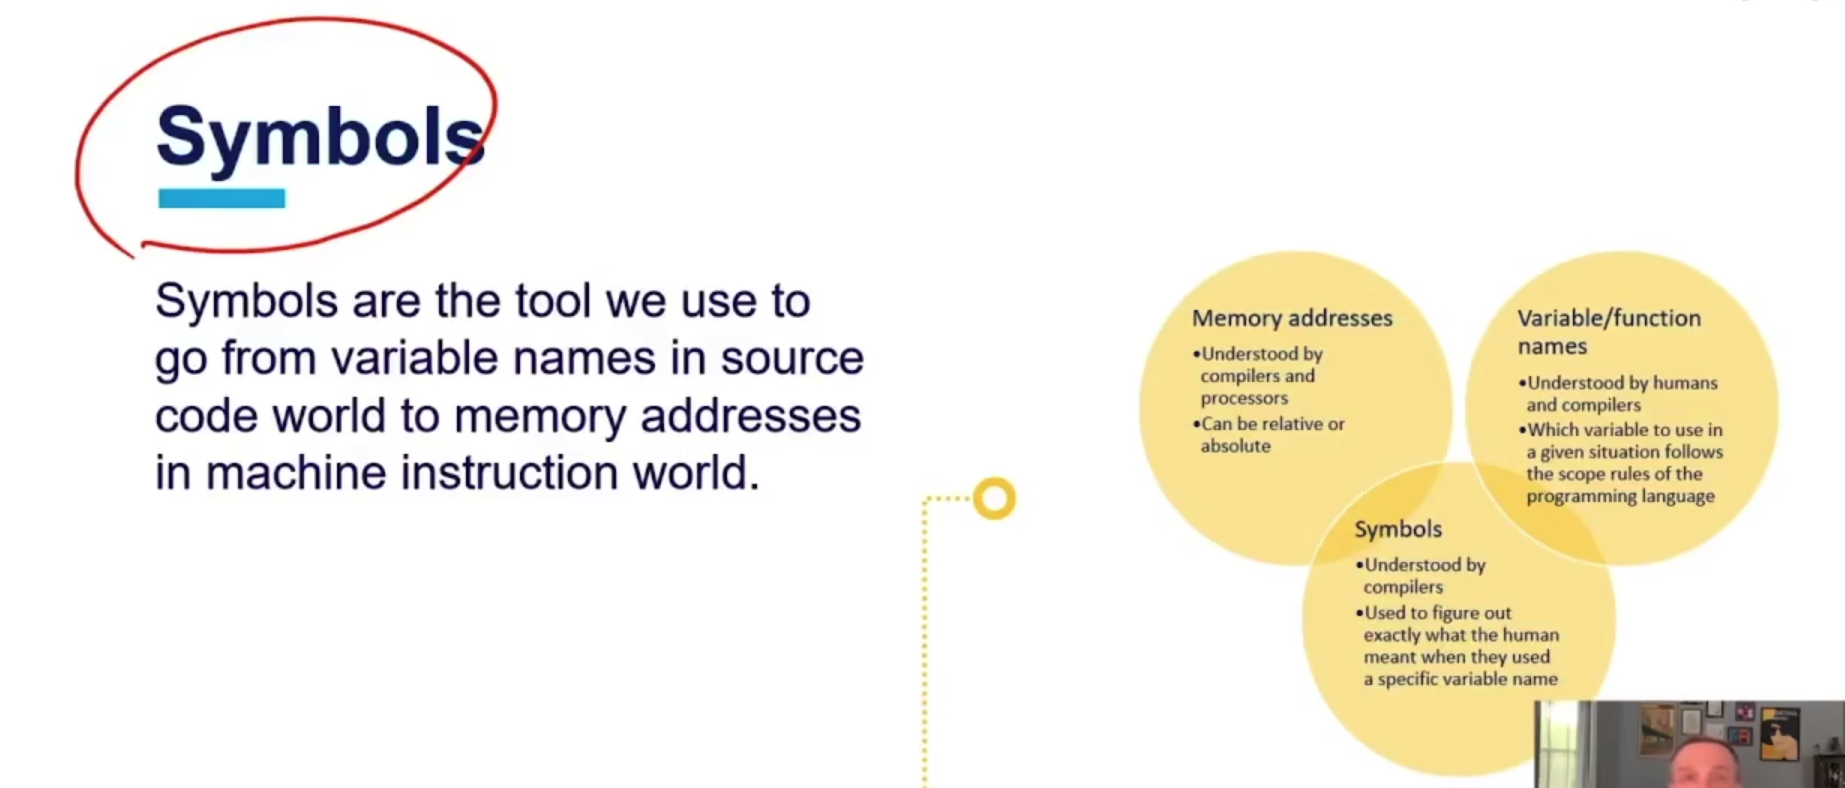 Symbols
Symbols are the tool we use to
go from variable names in source
code world to memory addresses
in machine instruction world.
Memory addresses
•Understood by
compilers and
processors
•Can be relative or
absolute
Variable/function
names
•Understood by humans
and compilers
•Which variable to use in
a given situation follows
the scope rules of the
programming language
Symbols
•Understood by
compilers
•Used to figure out
exactly what the human
meant when they used
a specific variable name